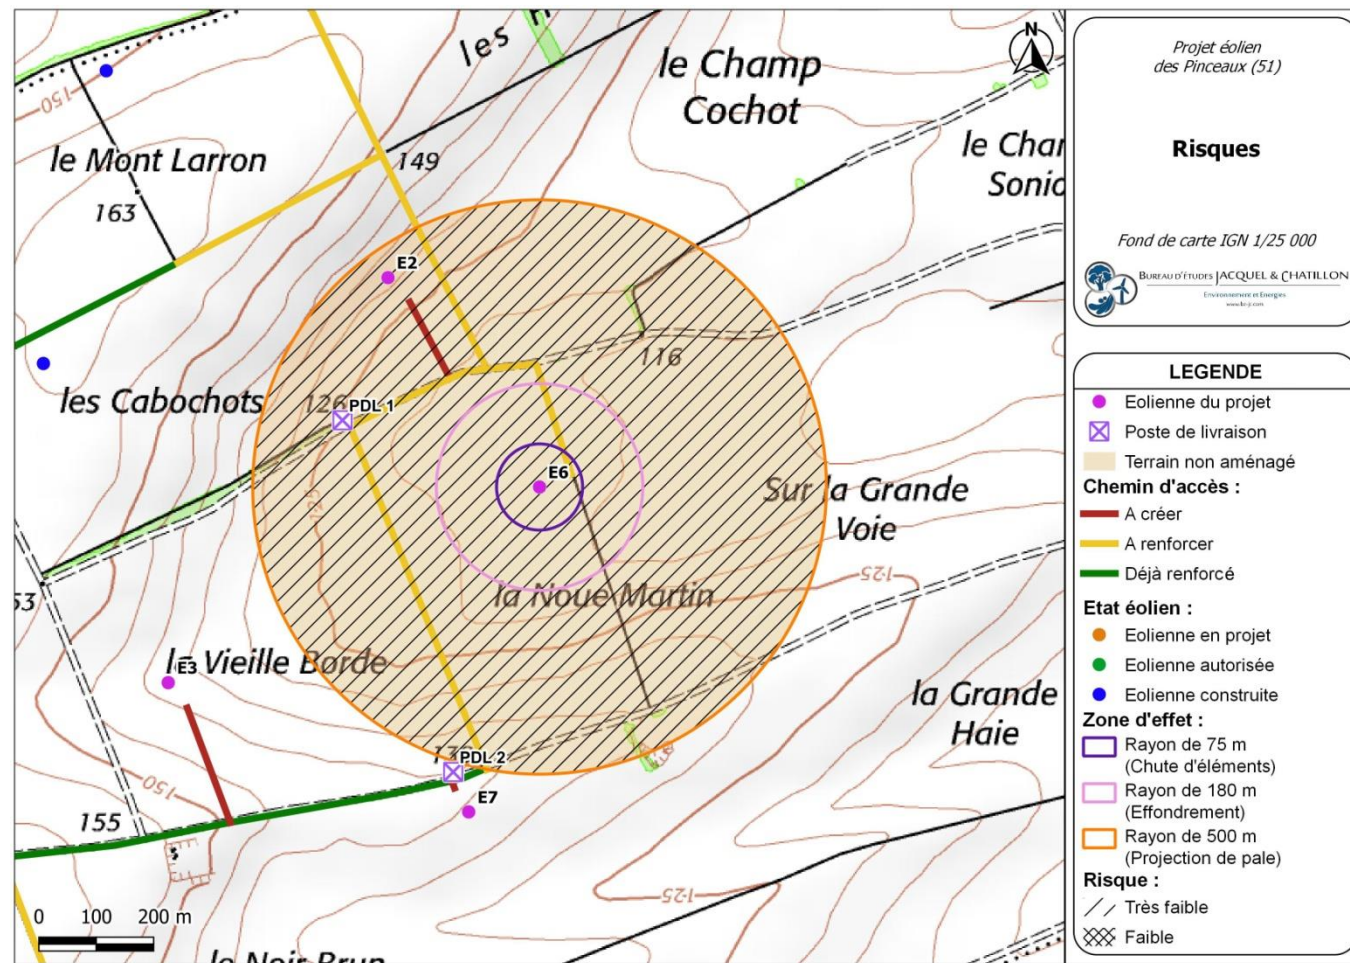 les
le Champ
Cochot
N
150
le Mont Larron
149
163
le Char
Sonic
E2
116
les Cabochots
126
PDL 1
E6
125
Sur la Grande
Voie
la Noue Martin
125
53
la Vieille Borde
E3
la Grande
Haie
PDL 2
E7
150
155
125
0 100 200 m
le Noir Brun
Projet éolien
des Pinceaux (51)
Risques
Fond de carte IGN 1/25 000
BUREAU D'ÉTUDES JACQUEL & CHATILLON
Environnement et Energies
www.be-jc.com
LEGENDE
Eolienne du projet
Poste de livraison
Terrain non aménagé
Chemin d'accès :
A créer
A renforcer
Déjà renforcé
Etat éolien :
Eolienne en projet
Eolienne autorisée
Eolienne construite
Zone d'effet :
Rayon de 75 m
(Chute d'éléments)
Rayon de 180 m
(Effondrement)
Rayon de 500 m
(Projection de pale)
Risque :
Très faible
Faible